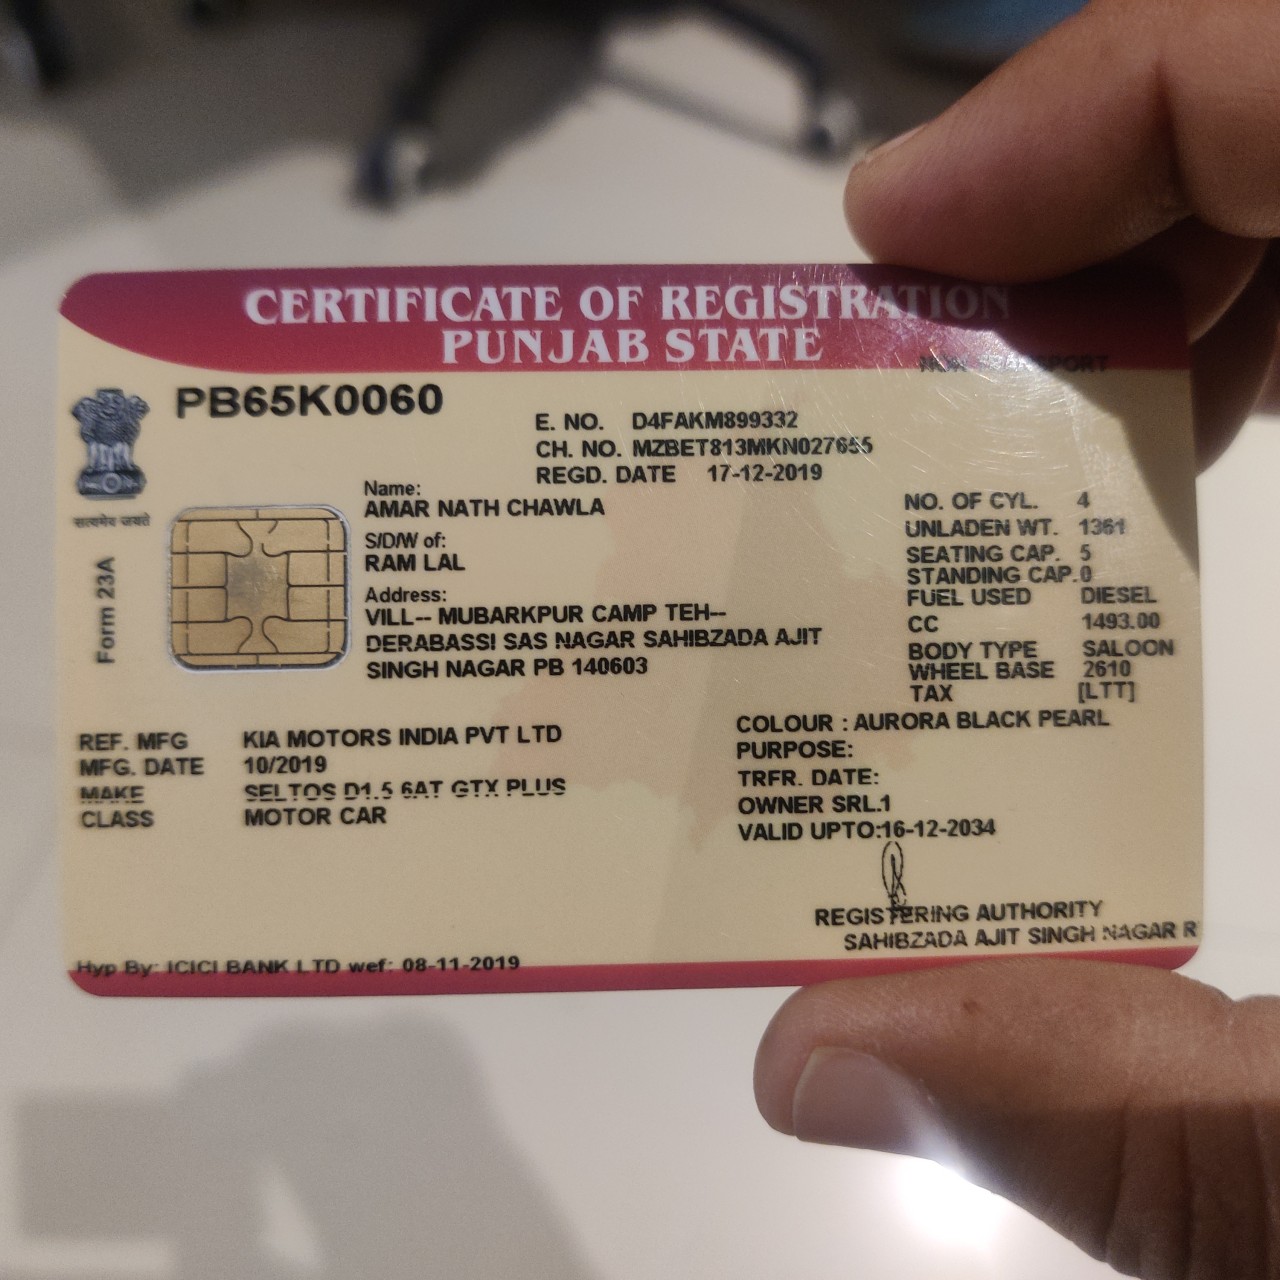 CERTIFICATE OF REGISTRATION
PUNJAB STATE
NON TRANSPORT
PB65K0060
E. NO. D4FAKM899332
CH. NO. MZBET813MKN027655
REGD. DATE 17-12-2019
सत्यमेव जयते
Form 23A
Name:
AMAR NATH CHAWLA
S/D/W of:
RAM LAL
Address:
VILL-- MUBARKPUR CAMP TEH--
DERABASSI SAS NAGAR SAHIBZADA AJIT
SINGH NAGAR PB 140603
NO. OF CYL. 4
UNLADEN WT. 1361
SEATING CAP. 5
STANDING CAP.0
FUEL USED DIESEL
CC 1493.00
BODY TYPE SALOON
WHEEL BASE 2610
TAX [LTT]
REF. MFG KIA MOTORS INDIA PVT LTD
MFG. DATE 10/2019
MAKE SELTOS D1.5 6AT GTX PLUS
CLASS MOTOR CAR
COLOUR : AURORA BLACK PEARL
PURPOSE:
TRFR. DATE:
OWNER SRL.1
VALID UPTO:16-12-2034
REGISTERING AUTHORITY
SAHIBZADA AJIT SINGH NAGAR R
Hyp By: ICICI BANK LTD wef: 08-11-2019